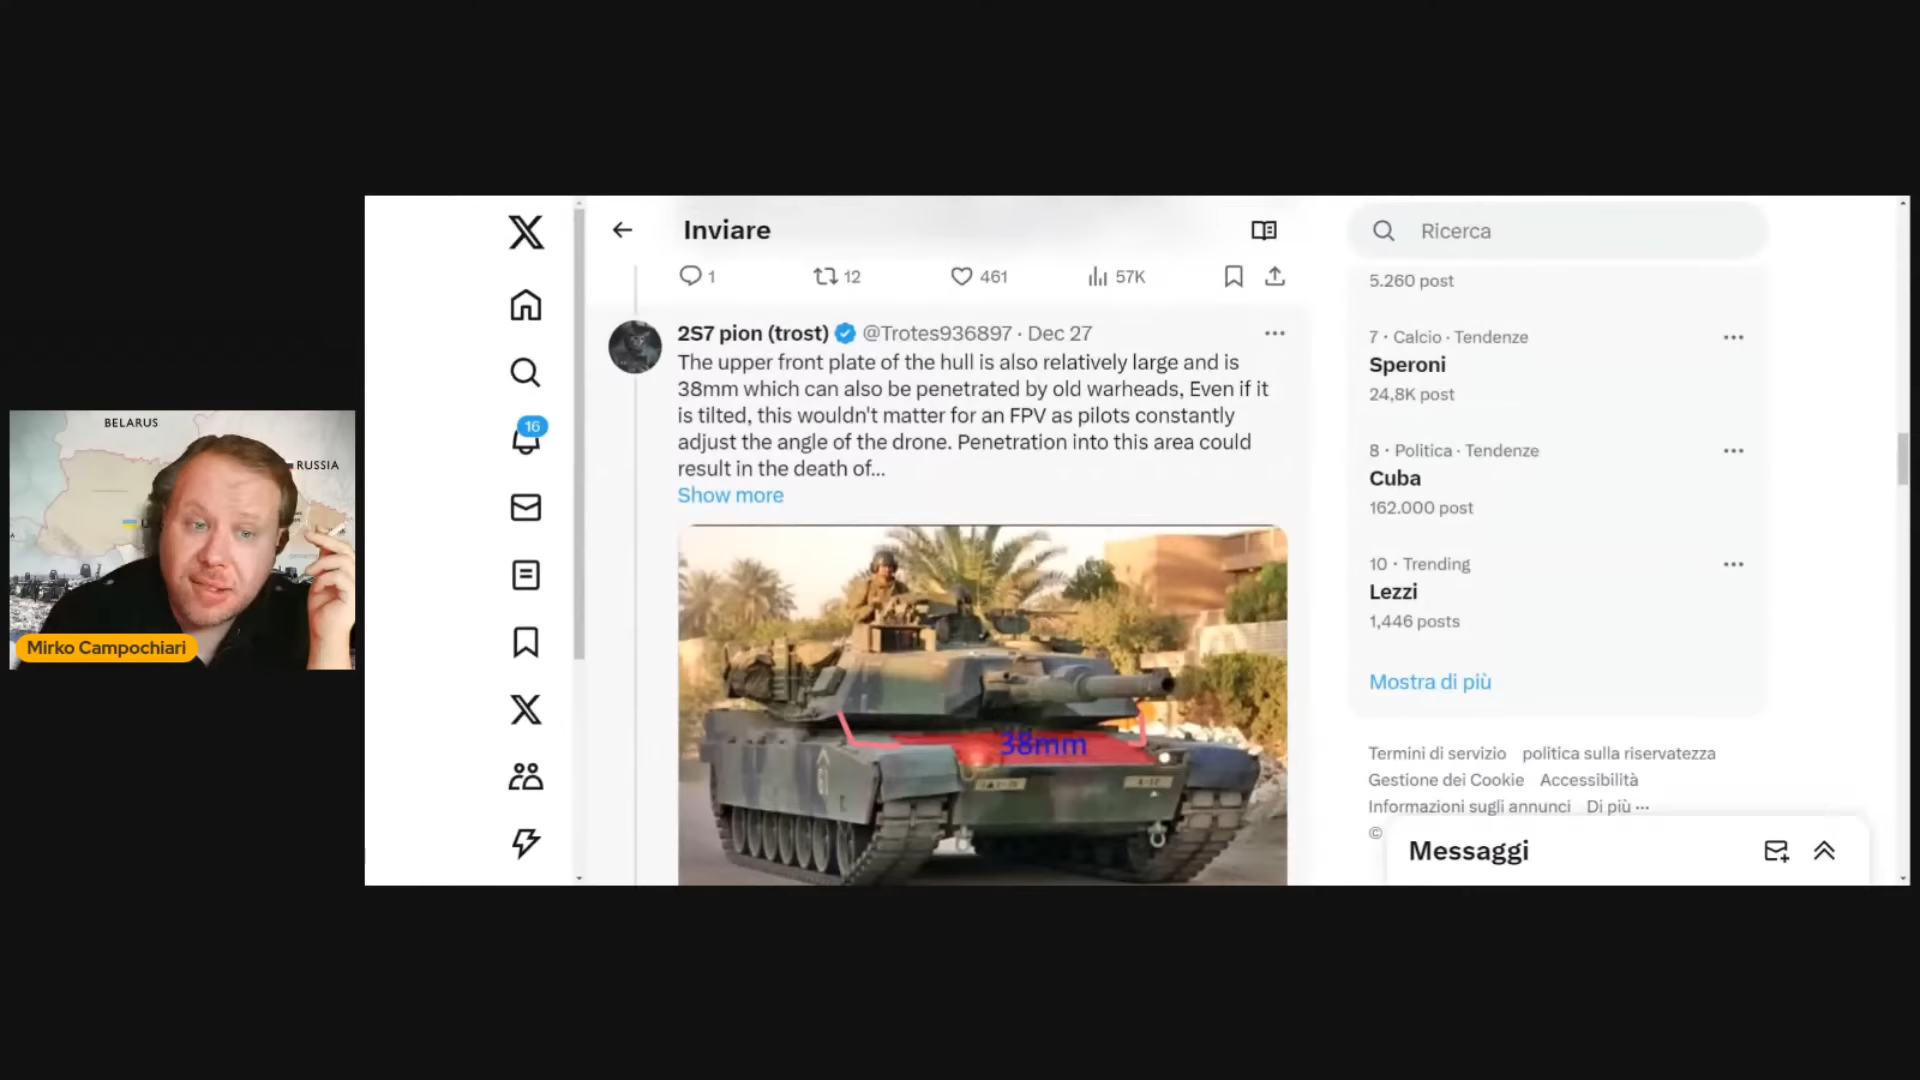 BELARUS
RUSSIA
Mirko Campochiari
16
Inviare
1
12
461
57K
2S7 pion (trost) @Trotes936897 · Dec 27
The upper front plate of the hull is also relatively large and is
38mm which can also be penetrated by old warheads, Even if it
is tilted, this wouldn't matter for an FPV as pilots constantly
adjust the angle of the drone. Penetration into this area could
result in the death of...
Show more
38mm
Ricerca
5.260 post
7 · Calcio · Tendenze
Speroni
24,8K post
8 · Politica · Tendenze
Cuba
162.000 post
10 · Trending
Lezzi
1,446 posts
Mostra di più
Termini di servizio politica sulla riservatezza
Gestione dei Cookie Accessibilità
Informazioni sugli annunci Di più ···
©
Messaggi